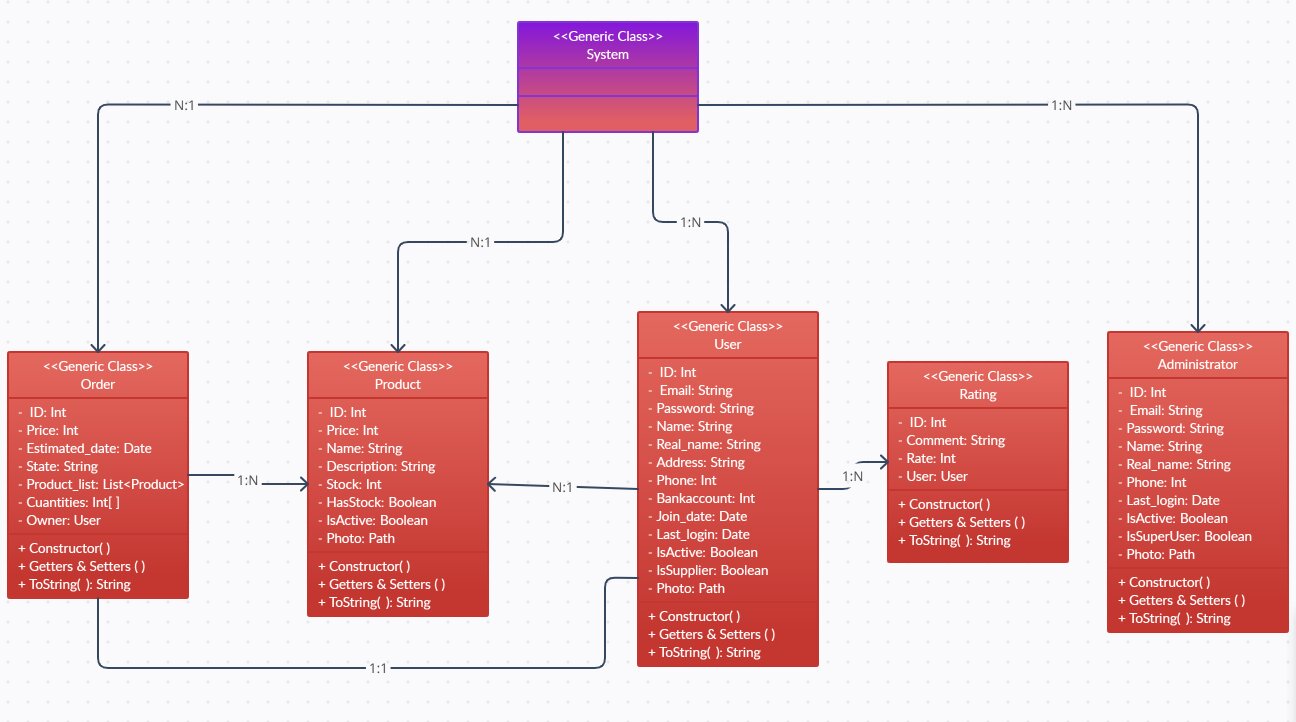 <<Generic Class>>
System
N:1
1:N
N:1
1:N
<<Generic Class>>
Order
- ID: Int
- Price: Int
- Estimated_date: Date
- State: String
- Product_list: List<Product>
- Cuantities: Int[ ]
- Owner: User
+ Constructor( )
+ Getters & Setters ( )
+ ToString( ): String
1:N
<<Generic Class>>
Product
- ID: Int
- Price: Int
- Name: String
- Description: String
- Stock: Int
- HasStock: Boolean
- IsActive: Boolean
- Photo: Path
+ Constructor( )
+ Getters & Setters ( )
+ ToString( ): String
N:1
<<Generic Class>>
User
- ID: Int
- Email: String
- Password: String
- Name: String
- Real_name: String
- Address: String
- Phone: Int
- Bankaccount: Int
- Join_date: Date
- Last_login: Date
- IsActive: Boolean
- IsSupplier: Boolean
- Photo: Path
+ Constructor( )
+ Getters & Setters ( )
+ ToString( ): String
1:N
<<Generic Class>>
Rating
- ID: Int
- Comment: String
- Rate: Int
- User: User
+ Constructor( )
+ Getters & Setters ( )
+ ToString( ): String
<<Generic Class>>
Administrator
- ID: Int
- Email: String
- Password: String
- Name: String
- Real_name: String
- Phone: Int
- Last_login: Date
- IsActive: Boolean
- IsSuperUser: Boolean
- Photo: Path
+ Constructor( )
+ Getters & Setters ( )
+ ToString( ): String
1:1